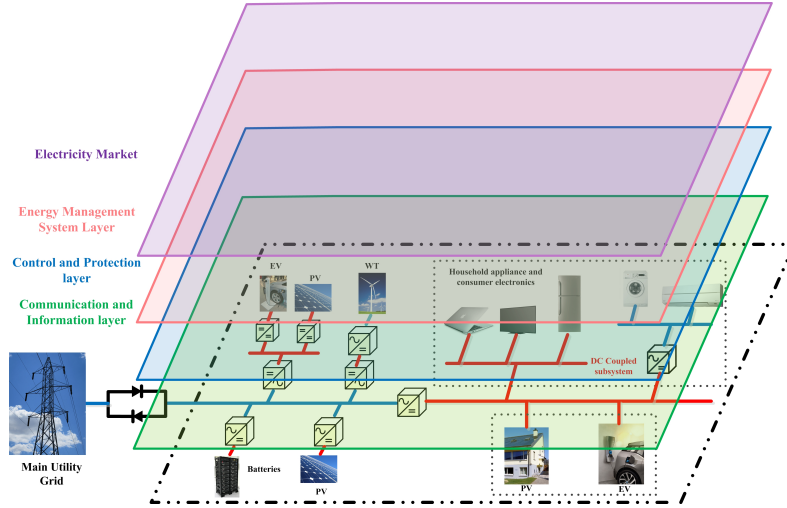 Electricity Market
Energy Management
System Layer
Control and Protection
layer
Communication and
Information layer
EV
PV
WT
Household appliance and
consumer electronics
DC Coupled
subsystem
Main Utility
Grid
Batteries
PV
PV
EV